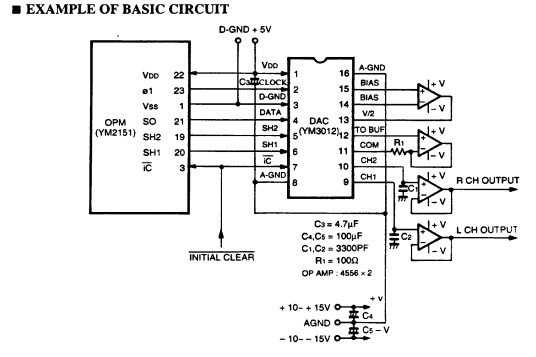 ■ EXAMPLE OF BASIC CIRCUIT
D-GND + 5V
OPM
(YM2151)
VDD 22
ø1 23
VSS 1
SO 21
SH2 19
SH1 20
IC 3
VDD
C3 CLOCK
D-GND
DATA
SH2
SH1
IC
A-GND
1
2
3
4
5
6
7
8
DAC
(YM3012)
16 A-GND
15 BIAS
14 BIAS
13 V/2
12 TO BUF
11 COM
10 CH2
9 CH1
R1
C1
C2
+ V
− V
+ V
− V
+ V
− V
+ V
− V
R CH OUTPUT
L CH OUTPUT
INITIAL CLEAR
C3 = 4.7µF
C4,C5 = 100µF
C1,C2 = 3300PF
R1 = 100Ω
OP AMP : 4556 × 2
+ 10~ + 15V
+ v
C4
AGND
C5 − V
− 10~ − 15V